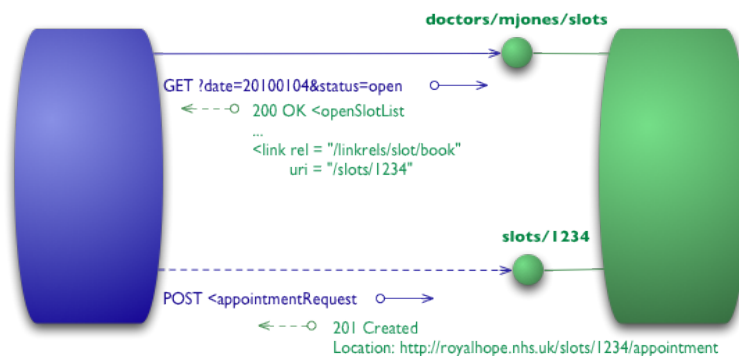 doctors/mjones/slots
GET ?date=20100104&status=open
200 OK <openSlotList
...
<link rel = "/linkrels/slot/book"
uri = "/slots/1234"
slots/1234
POST <appointmentRequest
201 Created
Location: http://royalhope.nhs.uk/slots/1234/appointment